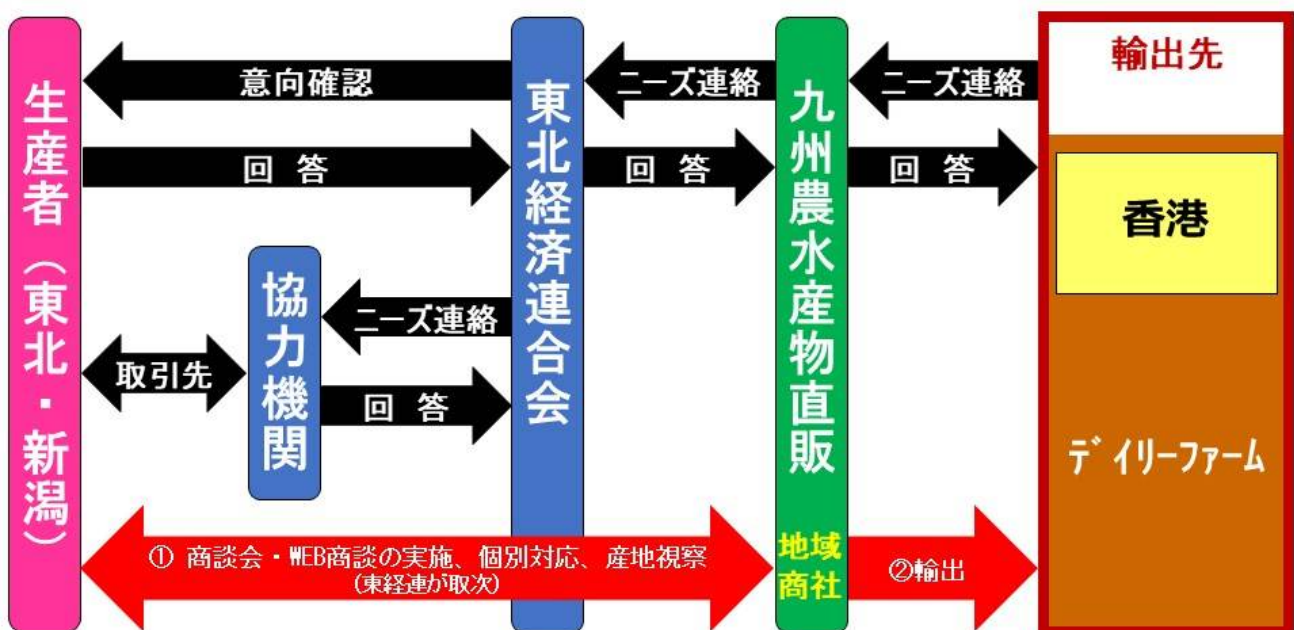 生産者（東北・新潟）
意向確認
回 答
取引先
協力機関
ニーズ連絡
回 答
東北経済連合会
ニーズ連絡
回 答
九州農水産物直販
地域
商社
ニーズ連絡
回 答
輸出先
香港
ﾃﾞｲﾘｰﾌｧｰﾑ
① 商談会・WEB商談の実施、個別対応、産地視察
(東経連が取次)
②輸出